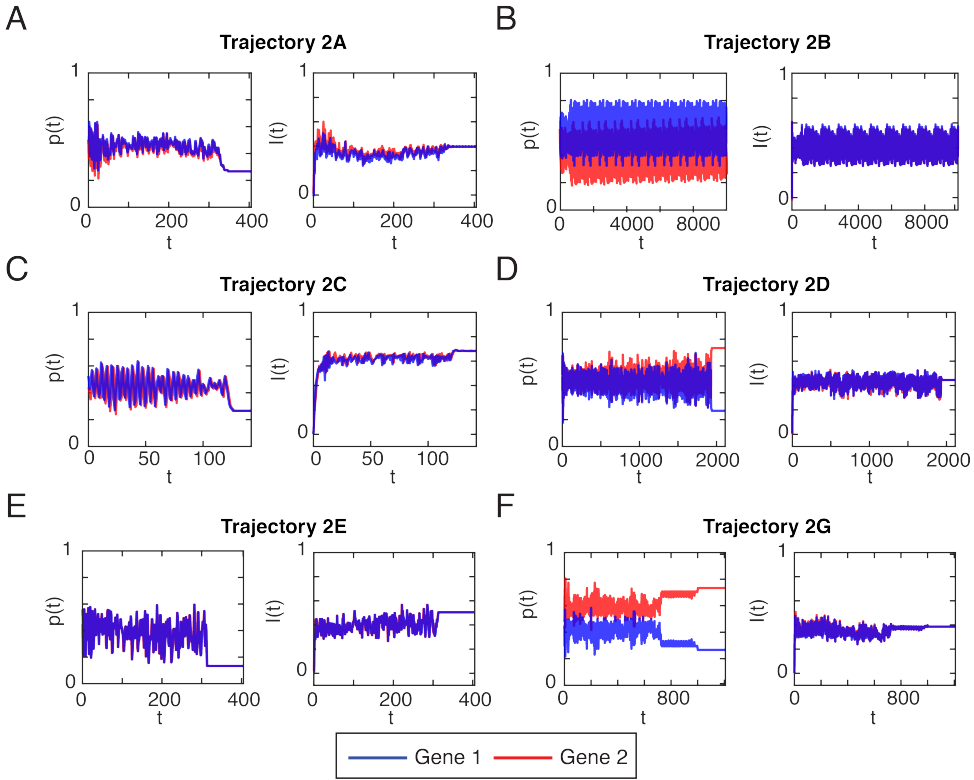 A
Trajectory 2A
1
p(t)
0
0 200 400
t
1
I(t)
0
0 200 400
t
B
Trajectory 2B
1
p(t)
0
0 4000 8000
t
1
I(t)
0
0 4000 8000
t
C
Trajectory 2C
1
p(t)
0
0 50 100
t
1
I(t)
0
0 50 100
t
D
Trajectory 2D
1
p(t)
0
0 1000 2000
t
1
I(t)
0
0 1000 2000
t
E
Trajectory 2E
1
p(t)
0
0 200 400
t
1
I(t)
0
0 200 400
t
F
Trajectory 2G
1
p(t)
0
0 800
t
1
I(t)
0
0 800
t
Gene 1 Gene 2